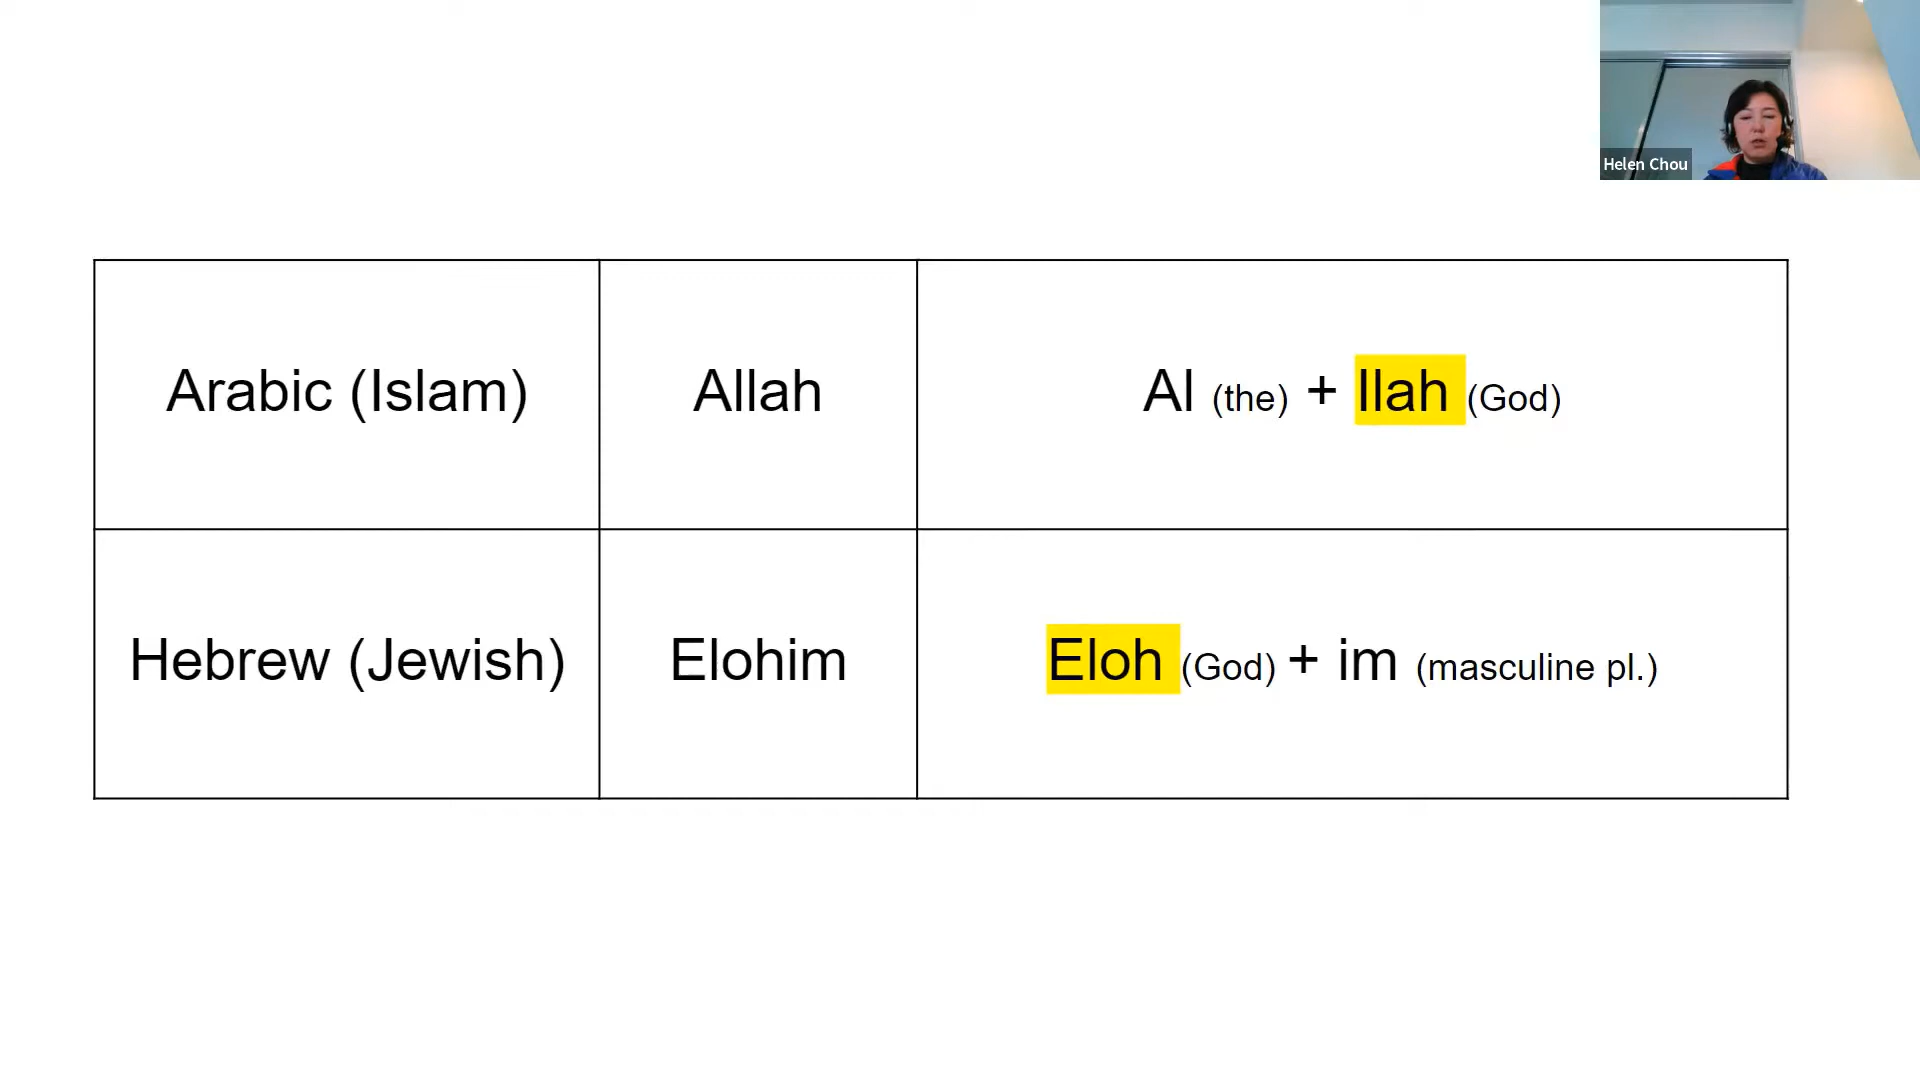 Helen Chou
Arabic (Islam)
Allah
Al (the) + Ilah (God)
Hebrew (Jewish)
Elohim
Eloh (God) + im (masculine pl.)